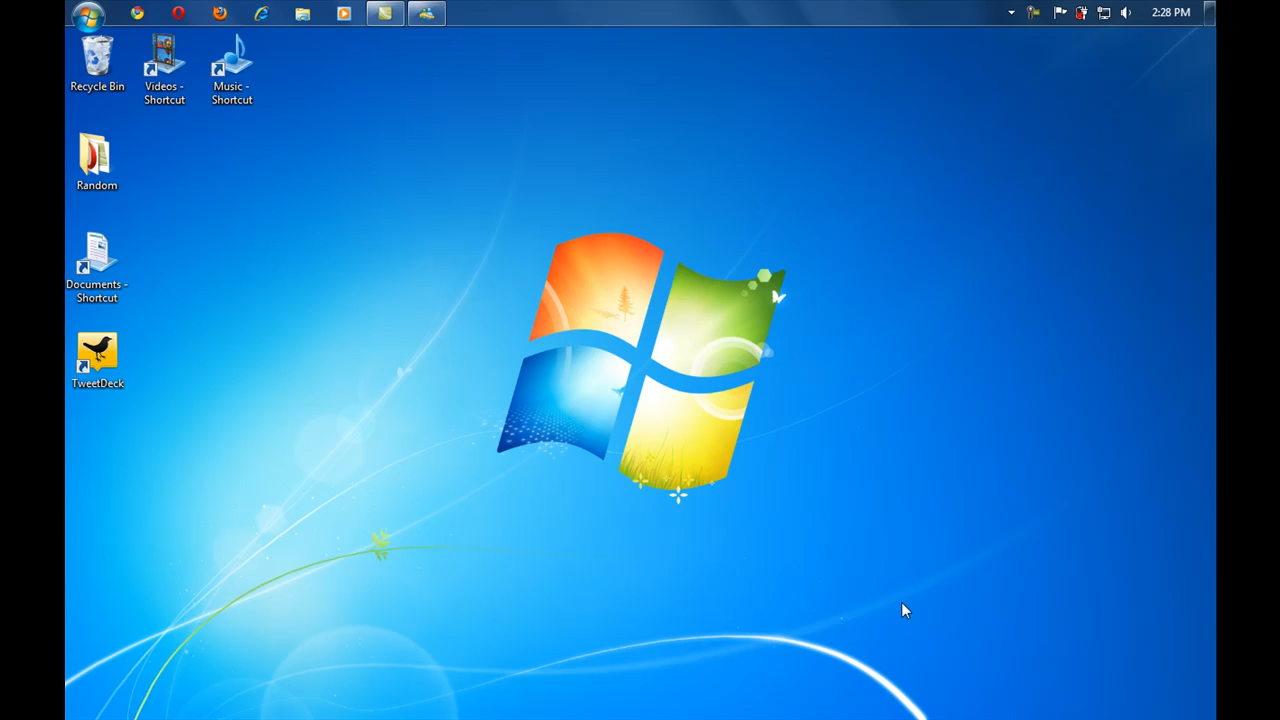 2:28 PM
Recycle Bin
Videos -
Shortcut
Music -
Shortcut
Random
Documents -
Shortcut
TweetDeck